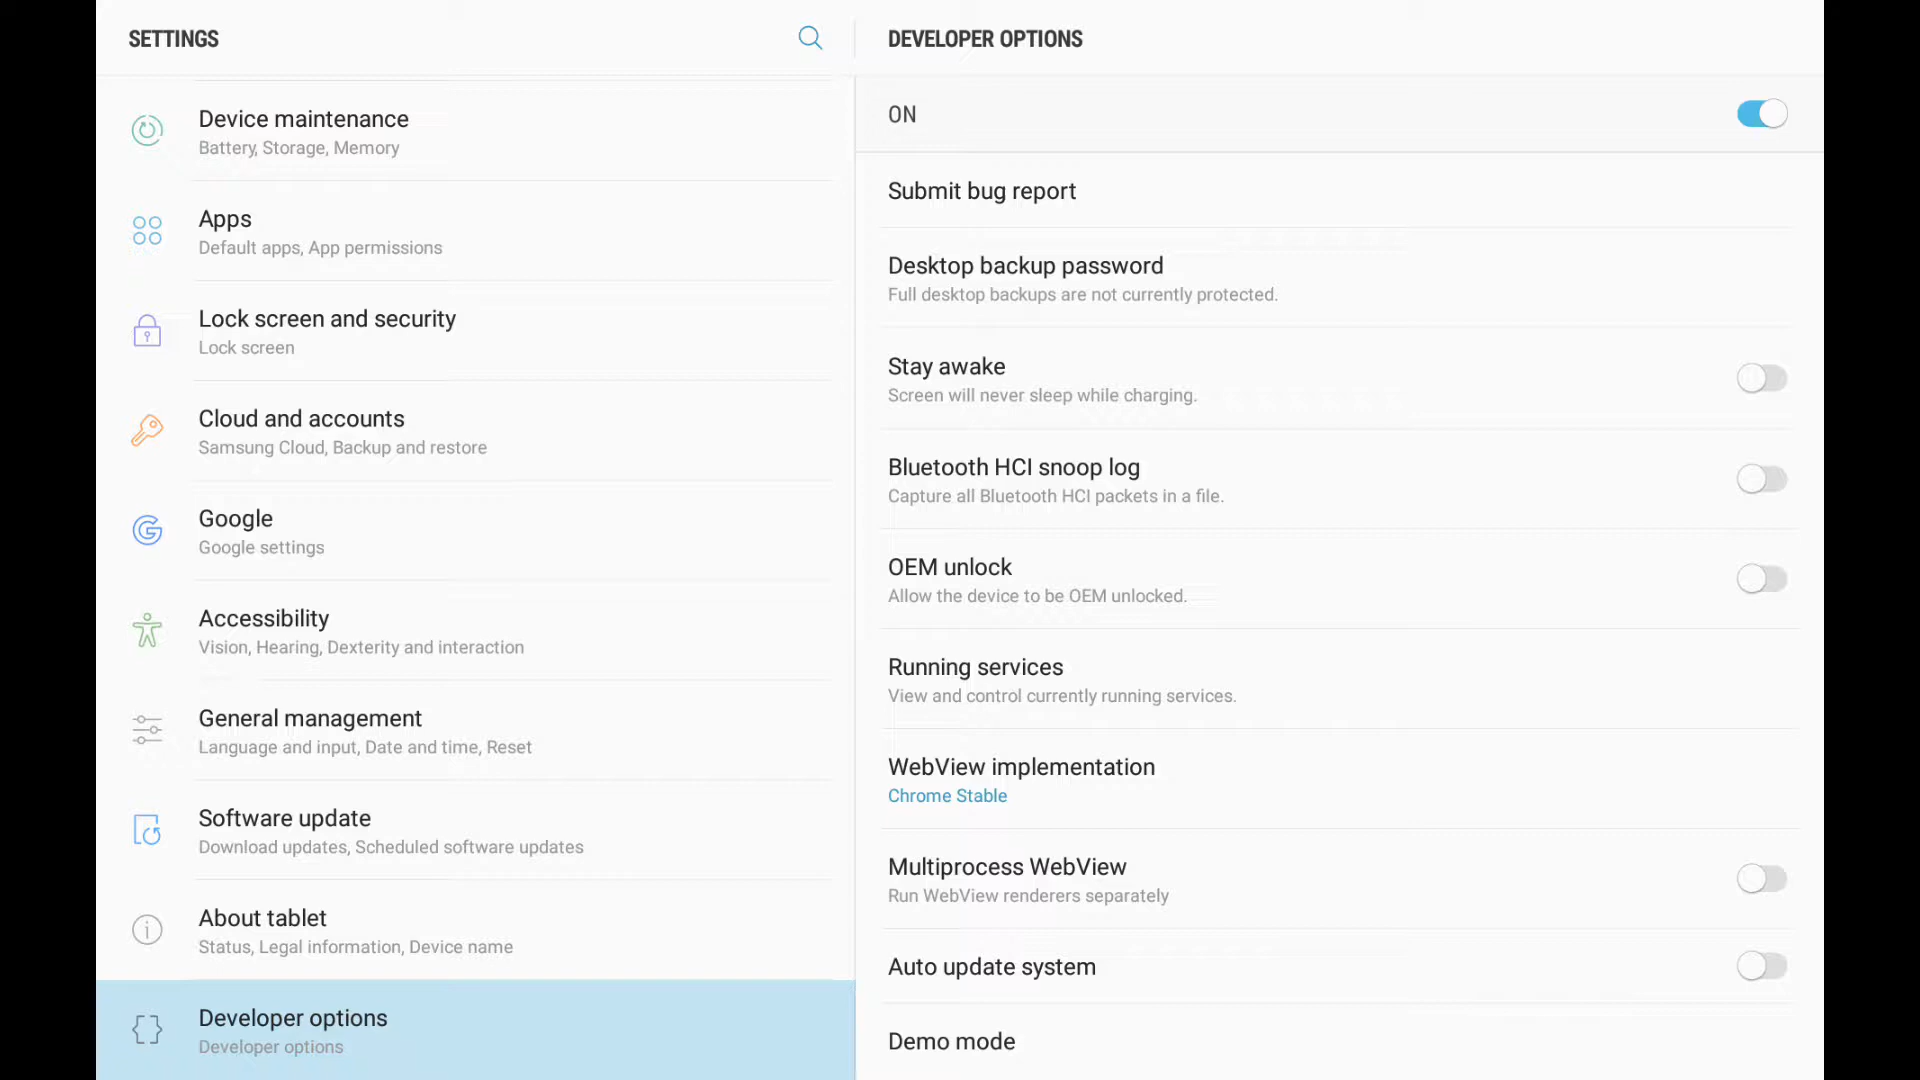 SETTINGS
Device maintenance
Battery, Storage, Memory
Apps
Default apps, App permissions
Lock screen and security
Lock screen
Cloud and accounts
Samsung Cloud, Backup and restore
Google
Google settings
Accessibility
Vision, Hearing, Dexterity and interaction
General management
Language and input, Date and time, Reset
Software update
Download updates, Scheduled software updates
About tablet
Status, Legal information, Device name
Developer options
Developer options
DEVELOPER OPTIONS
ON
Submit bug report
Desktop backup password
Full desktop backups are not currently protected.
Stay awake
Screen will never sleep while charging.
Bluetooth HCI snoop log
Capture all Bluetooth HCI packets in a file.
OEM unlock
Allow the device to be OEM unlocked.
Running services
View and control currently running services.
WebView implementation
Chrome Stable
Multiprocess WebView
Run WebView renderers separately
Auto update system
Demo mode